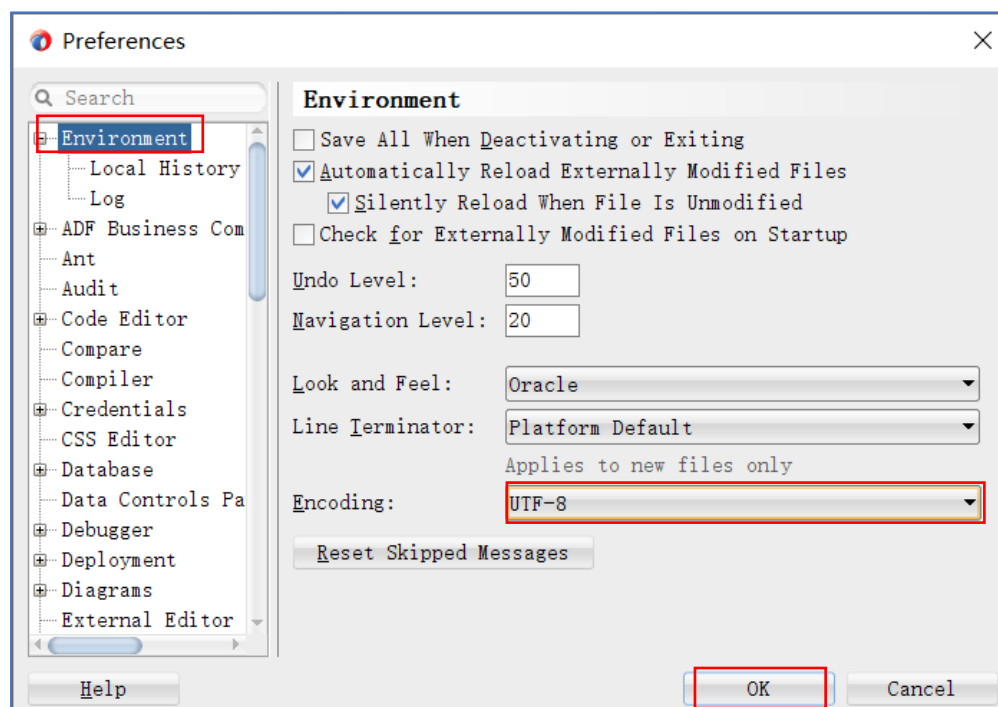 Preferences
Search
Environment
Local History
Log
ADF Business Com
Ant
Audit
Code Editor
Compare
Compiler
Credentials
CSS Editor
Database
Data Controls Pa
Debugger
Deployment
Diagrams
External Editor
Environment
Save All When Deactivating or Exiting
Automatically Reload Externally Modified Files
Silently Reload When File Is Unmodified
Check for Externally Modified Files on Startup
Undo Level: 50
Navigation Level: 20
Look and Feel: Oracle
Line Terminator: Platform Default
Applies to new files only
Encoding: UTF-8
Reset Skipped Messages
Help OK Cancel